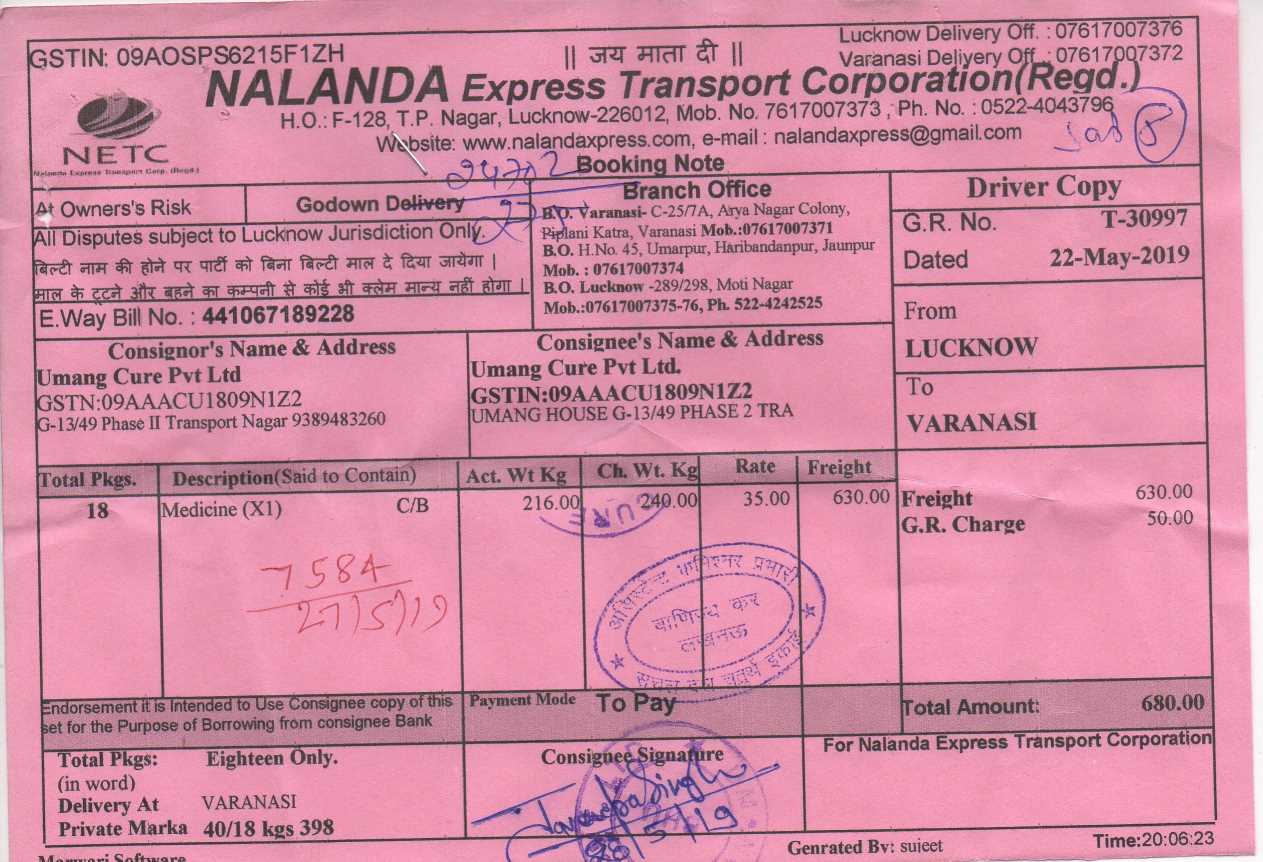 GSTIN: 09AOSPS6215F1ZH
|| जय माता दी ||
Lucknow Delivery Off. : 07617007376
Varanasi Delivery Off. : 07617007372
NALANDA Express Transport Corporation(Regd.)
H.O.: F-128, T.P. Nagar, Lucknow-226012, Mob. No. 7617007373 , Ph. No. : 0522-4043796
Website: www.nalandaxpress.com, e-mail : nalandaxpress@gmail.com
NETC
Nalanda Express Transport Corp. (Regd.)
24702
5
Booking Note
At Owners's Risk
Godown Delivery
All Disputes subject to Lucknow Jurisdiction Only.
बिल्टी नाम की होने पर पार्टी को बिना बिल्टी माल दे दिया जायेगा |
माल के टूटने और बहने का कम्पनी से कोई भी क्लेम मान्य नहीं होगा |
E.Way Bill No. : 441067189228
Branch Office
B.O. Varanasi- C-25/7A, Arya Nagar Colony,
Piplani Katra, Varanasi Mob.:07617007371
B.O. H.No. 45, Umarpur, Haribandanpur, Jaunpur
Mob. : 07617007374
B.O. Lucknow -289/298, Moti Nagar
Mob.:07617007375-76, Ph. 522-4242525
Driver Copy
G.R. No. T-30997
Dated 22-May-2019
From
LUCKNOW
To
VARANASI
Consignor's Name & Address
Umang Cure Pvt Ltd
GSTN:09AAACU1809N1Z2
G-13/49 Phase II Transport Nagar 9389483260
Consignee's Name & Address
Umang Cure Pvt Ltd.
GSTIN:09AAACU1809N1Z2
UMANG HOUSE G-13/49 PHASE 2 TRA
Total Pkgs. Description(Said to Contain) Act. Wt Kg Ch. Wt. Kg Rate Freight
18 Medicine (X1) C/B 216.00 240.00 35.00 630.00
Freight 630.00
G.R. Charge 50.00
CURE
7584
27/5/19
असिस्टेन्ट कमिश्नर प्रभारी
वाणिज्य कर
लखनऊ
सचल दल चतुर्थ इकाई
Endorsement it is Intended to Use Consignee copy of this
set for the Purpose of Borrowing from consignee Bank
Payment Mode To Pay
Total Amount: 680.00
Total Pkgs: Eighteen Only.
(in word)
Delivery At VARANASI
Private Marka 40/18 kgs 398
Consignee Signature
Singh
28/5/19
For Nalanda Express Transport Corporation
Marwari Software
Genrated By: sujeet
Time:20:06:23